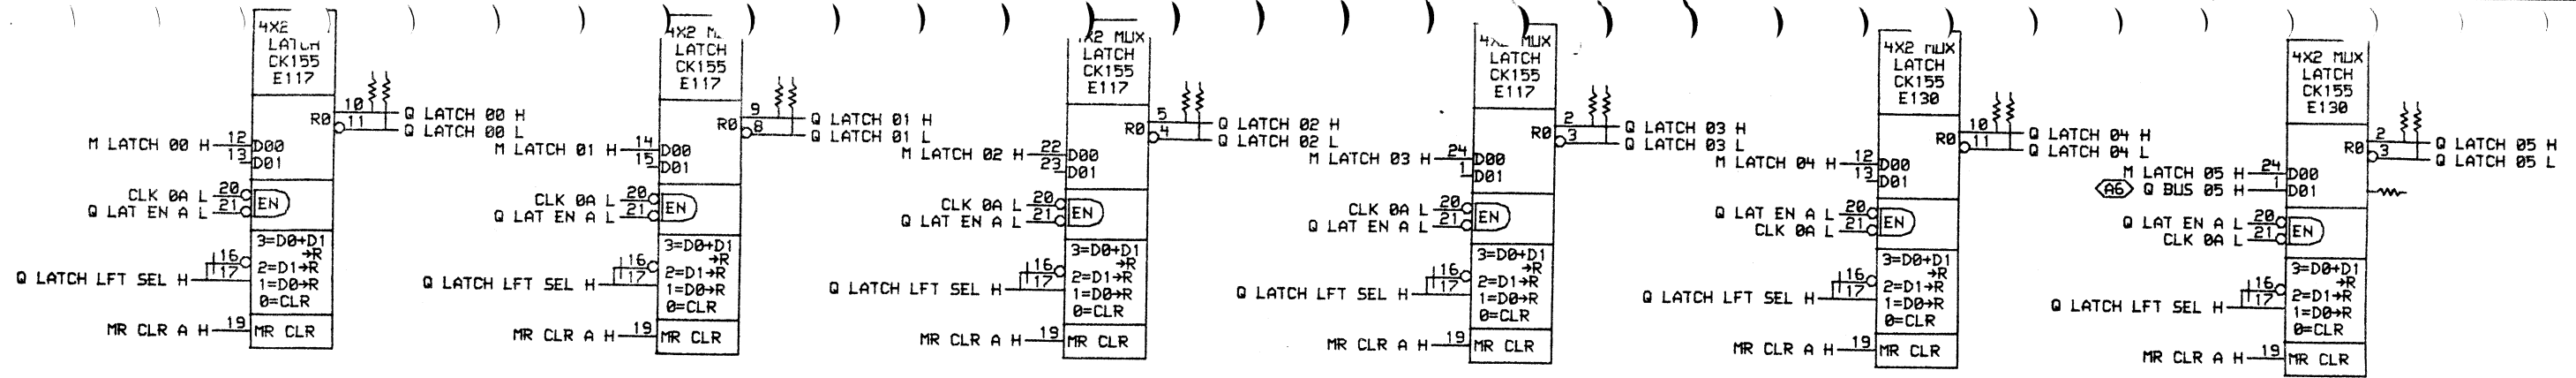 4X2
LATCH
CK155
E117
R0
10
11
Q LATCH 00 H
Q LATCH 00 L
M LATCH 00 H
12
13
D00
D01
CLK 0A L
Q LAT EN A L
20
21
EN
Q LATCH LFT SEL H
16
17
3=D0+D1
→R
2=D1→R
1=D0→R
0=CLR
MR CLR A H
19
MR CLR
4X2
LATCH
CK155
E117
R0
9
8
Q LATCH 01 H
Q LATCH 01 L
M LATCH 01 H
14
15
D00
D01
CLK 0A L
Q LAT EN A L
20
21
EN
Q LATCH LFT SEL H
16
17
3=D0+D1
→R
2=D1→R
1=D0→R
0=CLR
MR CLR A H
19
MR CLR
MUX
LATCH
CK155
E117
R0
5
4
Q LATCH 02 H
Q LATCH 02 L
M LATCH 02 H
22
23
D00
D01
CLK 0A L
Q LAT EN A L
20
21
EN
Q LATCH LFT SEL H
16
17
3=D0+D1
→R
2=D1→R
1=D0→R
0=CLR
MR CLR A H
19
MR CLR
MUX
LATCH
CK155
E117
R0
2
3
Q LATCH 03 H
Q LATCH 03 L
M LATCH 03 H
24
1
D00
D01
CLK 0A L
Q LAT EN A L
20
21
EN
Q LATCH LFT SEL H
16
17
3=D0+D1
→R
2=D1→R
1=D0→R
0=CLR
MR CLR A H
19
MR CLR
4X2 MUX
LATCH
CK155
E130
R0
10
11
Q LATCH 04 H
Q LATCH 04 L
M LATCH 04 H
12
13
D00
D01
Q LAT EN A L
CLK 0A L
20
21
EN
Q LATCH LFT SEL H
16
17
3=D0+D1
→R
2=D1→R
1=D0→R
0=CLR
MR CLR A H
19
MR CLR
4X2 MUX
LATCH
CK155
E130
R0
2
3
Q LATCH 05 H
Q LATCH 05 L
M LATCH 05 H
24
D00
A6
Q BUS 05 H
1
D01
Q LAT EN A L
CLK 0A L
20
21
EN
Q LATCH LFT SEL H
16
17
3=D0+D1
→R
2=D1→R
1=D0→R
0=CLR
MR CLR A H
19
MR CLR